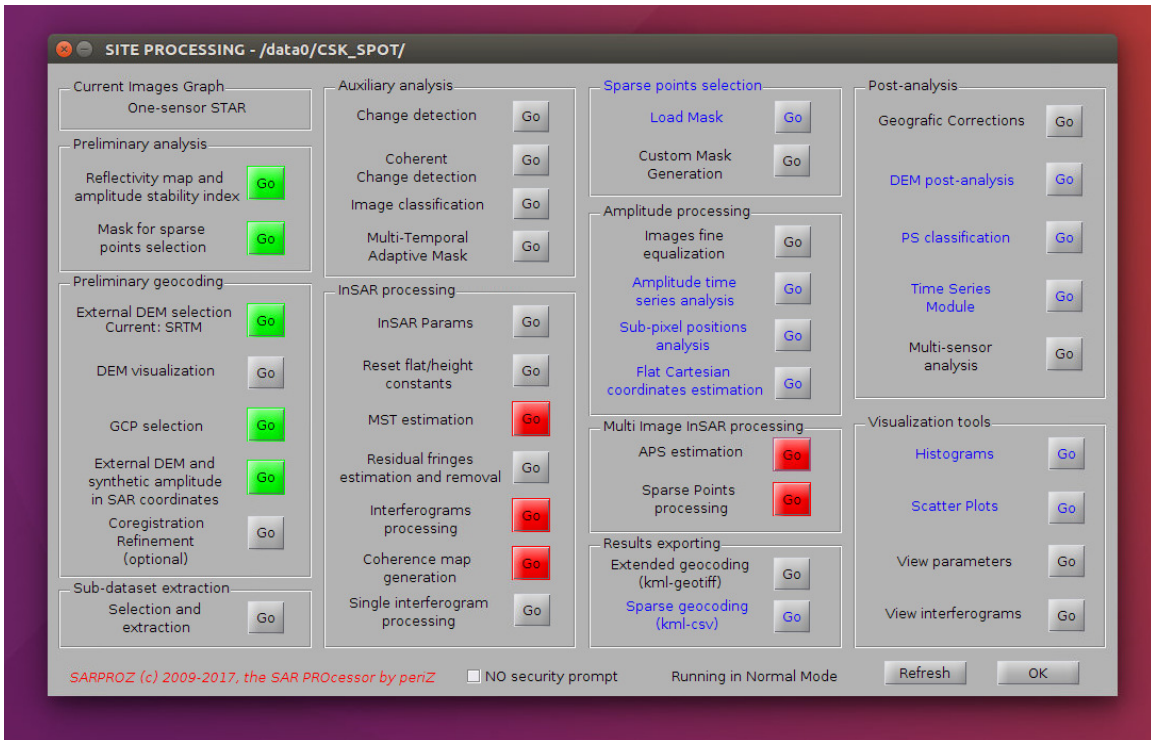 SITE PROCESSING - /data0/CSK_SPOT/
Current Images Graph
One-sensor STAR
Preliminary analysis
Reflectivity map and
amplitude stability index
Go
Mask for sparse
points selection
Go
Preliminary geocoding
External DEM selection
Current: SRTM
Go
DEM visualization
Go
GCP selection
Go
External DEM and
synthetic amplitude
in SAR coordinates
Go
Coregistration
Refinement
(optional)
Go
Sub-dataset extraction
Selection and
extraction
Go
Auxiliary analysis
Change detection
Go
Coherent
Change detection
Go
Image classification
Go
Multi-Temporal
Adaptive Mask
Go
InSAR processing
InSAR Params
Go
Reset flat/height
constants
Go
MST estimation
Go
Residual fringes
estimation and removal
Go
Interferograms
processing
Go
Coherence map
generation
Go
Single interferogram
processing
Go
Sparse points selection
Load Mask
Go
Custom Mask
Generation
Go
Amplitude processing
Images fine
equalization
Go
Amplitude time
series analysis
Go
Sub-pixel positions
analysis
Go
Flat Cartesian
coordinates estimation
Go
Multi Image InSAR processing
APS estimation
Go
Sparse Points
processing
Go
Results exporting
Extended geocoding
(kml-geotiff)
Go
Sparse geocoding
(kml-csv)
Go
Post-analysis
Geografic Corrections
Go
DEM post-analysis
Go
PS classification
Go
Time Series
Module
Go
Multi-sensor
analysis
Go
Visualization tools
Histograms
Go
Scatter Plots
Go
View parameters
Go
View interferograms
Go
SARPROZ (c) 2009-2017, the SAR PROcessor by periZ
NO security prompt
Running in Normal Mode
Refresh
OK